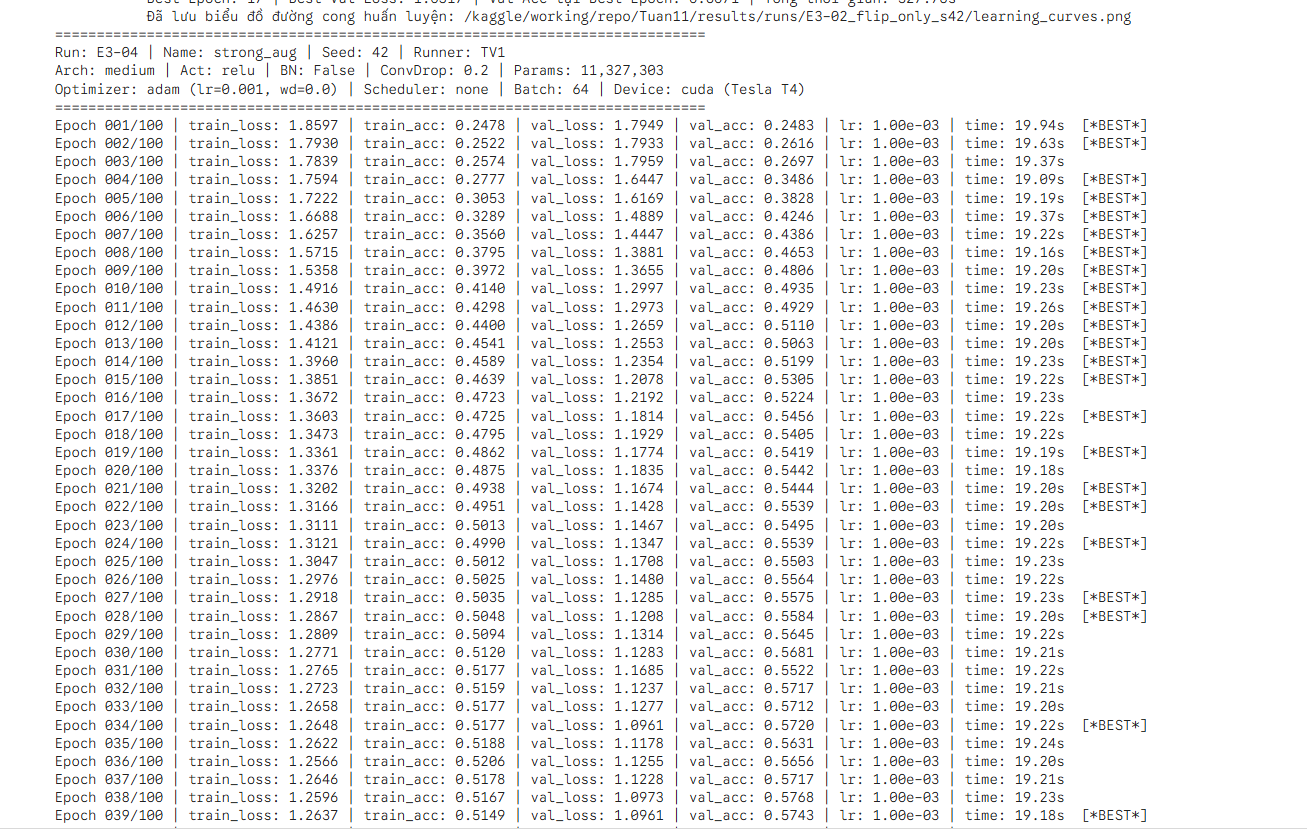 Đã lưu biểu đồ đường cong huấn luyện: /kaggle/working/repo/Tuan11/results/runs/E3-02_flip_only_s42/learning_curves.png
==============================================================================
Run: E3-04 | Name: strong_aug | Seed: 42 | Runner: TV1
Arch: medium | Act: relu | BN: False | ConvDrop: 0.2 | Params: 11,327,303
Optimizer: adam (lr=0.001, wd=0.0) | Scheduler: none | Batch: 64 | Device: cuda (Tesla T4)
==============================================================================
Epoch 001/100 | train_loss: 1.8597 | train_acc: 0.2478 | val_loss: 1.7949 | val_acc: 0.2483 | lr: 1.00e-03 | time: 19.94s [*BEST*]
Epoch 002/100 | train_loss: 1.7930 | train_acc: 0.2522 | val_loss: 1.7933 | val_acc: 0.2616 | lr: 1.00e-03 | time: 19.63s [*BEST*]
Epoch 003/100 | train_loss: 1.7839 | train_acc: 0.2574 | val_loss: 1.7959 | val_acc: 0.2697 | lr: 1.00e-03 | time: 19.37s
Epoch 004/100 | train_loss: 1.7594 | train_acc: 0.2777 | val_loss: 1.6447 | val_acc: 0.3486 | lr: 1.00e-03 | time: 19.09s [*BEST*]
Epoch 005/100 | train_loss: 1.7222 | train_acc: 0.3053 | val_loss: 1.6169 | val_acc: 0.3828 | lr: 1.00e-03 | time: 19.19s [*BEST*]
Epoch 006/100 | train_loss: 1.6688 | train_acc: 0.3289 | val_loss: 1.4889 | val_acc: 0.4246 | lr: 1.00e-03 | time: 19.37s [*BEST*]
Epoch 007/100 | train_loss: 1.6257 | train_acc: 0.3560 | val_loss: 1.4447 | val_acc: 0.4386 | lr: 1.00e-03 | time: 19.22s [*BEST*]
Epoch 008/100 | train_loss: 1.5715 | train_acc: 0.3795 | val_loss: 1.3881 | val_acc: 0.4653 | lr: 1.00e-03 | time: 19.16s [*BEST*]
Epoch 009/100 | train_loss: 1.5358 | train_acc: 0.3972 | val_loss: 1.3655 | val_acc: 0.4806 | lr: 1.00e-03 | time: 19.20s [*BEST*]
Epoch 010/100 | train_loss: 1.4916 | train_acc: 0.4140 | val_loss: 1.2997 | val_acc: 0.4935 | lr: 1.00e-03 | time: 19.23s [*BEST*]
Epoch 011/100 | train_loss: 1.4630 | train_acc: 0.4298 | val_loss: 1.2973 | val_acc: 0.4929 | lr: 1.00e-03 | time: 19.26s [*BEST*]
Epoch 012/100 | train_loss: 1.4386 | train_acc: 0.4400 | val_loss: 1.2659 | val_acc: 0.5110 | lr: 1.00e-03 | time: 19.20s [*BEST*]
Epoch 013/100 | train_loss: 1.4121 | train_acc: 0.4541 | val_loss: 1.2553 | val_acc: 0.5063 | lr: 1.00e-03 | time: 19.20s [*BEST*]
Epoch 014/100 | train_loss: 1.3960 | train_acc: 0.4589 | val_loss: 1.2354 | val_acc: 0.5199 | lr: 1.00e-03 | time: 19.23s [*BEST*]
Epoch 015/100 | train_loss: 1.3851 | train_acc: 0.4639 | val_loss: 1.2078 | val_acc: 0.5305 | lr: 1.00e-03 | time: 19.22s [*BEST*]
Epoch 016/100 | train_loss: 1.3672 | train_acc: 0.4723 | val_loss: 1.2192 | val_acc: 0.5224 | lr: 1.00e-03 | time: 19.23s
Epoch 017/100 | train_loss: 1.3603 | train_acc: 0.4725 | val_loss: 1.1814 | val_acc: 0.5456 | lr: 1.00e-03 | time: 19.22s [*BEST*]
Epoch 018/100 | train_loss: 1.3473 | train_acc: 0.4795 | val_loss: 1.1929 | val_acc: 0.5405 | lr: 1.00e-03 | time: 19.22s
Epoch 019/100 | train_loss: 1.3361 | train_acc: 0.4862 | val_loss: 1.1774 | val_acc: 0.5419 | lr: 1.00e-03 | time: 19.19s [*BEST*]
Epoch 020/100 | train_loss: 1.3376 | train_acc: 0.4875 | val_loss: 1.1835 | val_acc: 0.5442 | lr: 1.00e-03 | time: 19.18s
Epoch 021/100 | train_loss: 1.3202 | train_acc: 0.4938 | val_loss: 1.1674 | val_acc: 0.5444 | lr: 1.00e-03 | time: 19.20s [*BEST*]
Epoch 022/100 | train_loss: 1.3166 | train_acc: 0.4951 | val_loss: 1.1428 | val_acc: 0.5539 | lr: 1.00e-03 | time: 19.20s [*BEST*]
Epoch 023/100 | train_loss: 1.3111 | train_acc: 0.5013 | val_loss: 1.1467 | val_acc: 0.5495 | lr: 1.00e-03 | time: 19.20s
Epoch 024/100 | train_loss: 1.3121 | train_acc: 0.4990 | val_loss: 1.1347 | val_acc: 0.5539 | lr: 1.00e-03 | time: 19.22s [*BEST*]
Epoch 025/100 | train_loss: 1.3047 | train_acc: 0.5012 | val_loss: 1.1708 | val_acc: 0.5503 | lr: 1.00e-03 | time: 19.23s
Epoch 026/100 | train_loss: 1.2976 | train_acc: 0.5025 | val_loss: 1.1480 | val_acc: 0.5564 | lr: 1.00e-03 | time: 19.22s
Epoch 027/100 | train_loss: 1.2918 | train_acc: 0.5035 | val_loss: 1.1285 | val_acc: 0.5575 | lr: 1.00e-03 | time: 19.23s [*BEST*]
Epoch 028/100 | train_loss: 1.2867 | train_acc: 0.5048 | val_loss: 1.1208 | val_acc: 0.5584 | lr: 1.00e-03 | time: 19.20s [*BEST*]
Epoch 029/100 | train_loss: 1.2809 | train_acc: 0.5094 | val_loss: 1.1314 | val_acc: 0.5645 | lr: 1.00e-03 | time: 19.22s
Epoch 030/100 | train_loss: 1.2771 | train_acc: 0.5120 | val_loss: 1.1283 | val_acc: 0.5681 | lr: 1.00e-03 | time: 19.21s
Epoch 031/100 | train_loss: 1.2765 | train_acc: 0.5177 | val_loss: 1.1685 | val_acc: 0.5522 | lr: 1.00e-03 | time: 19.22s
Epoch 032/100 | train_loss: 1.2723 | train_acc: 0.5159 | val_loss: 1.1237 | val_acc: 0.5717 | lr: 1.00e-03 | time: 19.21s
Epoch 033/100 | train_loss: 1.2658 | train_acc: 0.5177 | val_loss: 1.1277 | val_acc: 0.5712 | lr: 1.00e-03 | time: 19.20s
Epoch 034/100 | train_loss: 1.2648 | train_acc: 0.5177 | val_loss: 1.0961 | val_acc: 0.5720 | lr: 1.00e-03 | time: 19.22s [*BEST*]
Epoch 035/100 | train_loss: 1.2622 | train_acc: 0.5188 | val_loss: 1.1178 | val_acc: 0.5631 | lr: 1.00e-03 | time: 19.24s
Epoch 036/100 | train_loss: 1.2566 | train_acc: 0.5206 | val_loss: 1.1255 | val_acc: 0.5656 | lr: 1.00e-03 | time: 19.20s
Epoch 037/100 | train_loss: 1.2646 | train_acc: 0.5178 | val_loss: 1.1228 | val_acc: 0.5717 | lr: 1.00e-03 | time: 19.21s
Epoch 038/100 | train_loss: 1.2596 | train_acc: 0.5167 | val_loss: 1.0973 | val_acc: 0.5768 | lr: 1.00e-03 | time: 19.23s
Epoch 039/100 | train_loss: 1.2637 | train_acc: 0.5149 | val_loss: 1.0961 | val_acc: 0.5743 | lr: 1.00e-03 | time: 19.18s [*BEST*]